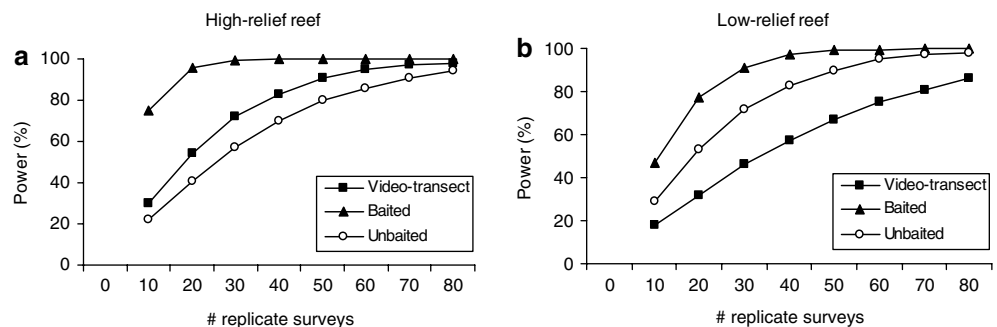 High-relief reef
a
Power (%)
100
80
60
40
20
0
0 10 20 30 40 50 60 70 80
# replicate surveys
Video-transect
Baited
Unbaited
Low-relief reef
b
Power (%)
100
80
60
40
20
0
0 10 20 30 40 50 60 70 80
# replicate surveys
Video-transect
Baited
Unbaited